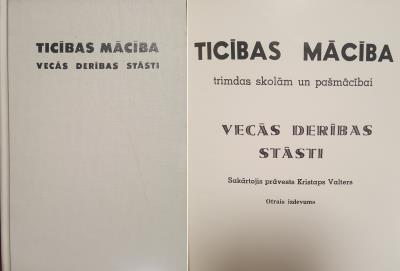 TICĪBAS MĀCĪBA
VECĀS DERĪBAS STĀSTI
TICĪBAS MĀCĪBA
trimdas skolām un pašmācībai
VECĀS DERĪBAS
STĀSTI
Sakārtojis prāvests Kristaps Valters
Otrais izdevums